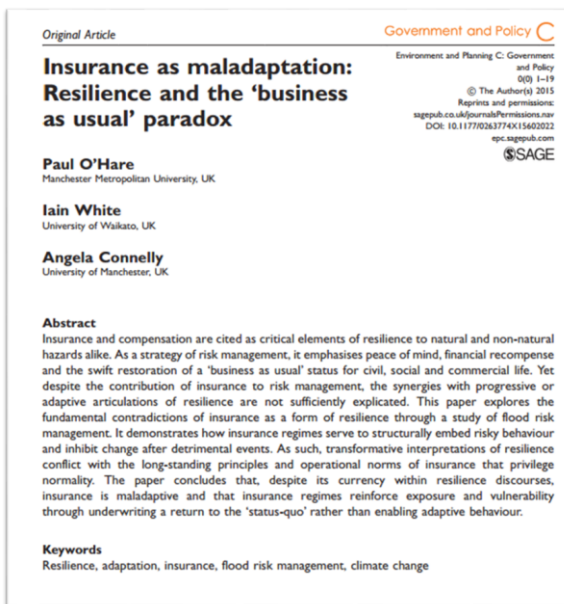 Original Article
Government and Policy C
Insurance as maladaptation:
Resilience and the ‘business
as usual’ paradox
Environment and Planning C: Government
and Policy
0(0) 1–19
© The Author(s) 2015
Reprints and permissions:
sagepub.co.uk/journalsPermissions.nav
DOI: 10.1177/0263774X15602022
epc.sagepub.com
SAGE
Paul O’Hare
Manchester Metropolitan University, UK
Iain White
University of Waikato, UK
Angela Connelly
University of Manchester, UK
Abstract
Insurance and compensation are cited as critical elements of resilience to natural and non-natural
hazards alike. As a strategy of risk management, it emphasises peace of mind, financial recompense
and the swift restoration of a ‘business as usual’ status for civil, social and commercial life. Yet
despite the contribution of insurance to risk management, the synergies with progressive or
adaptive articulations of resilience are not sufficiently explicated. This paper explores the
fundamental contradictions of insurance as a form of resilience through a study of flood risk
management. It demonstrates how insurance regimes serve to structurally embed risky behaviour
and inhibit change after detrimental events. As such, transformative interpretations of resilience
conflict with the long-standing principles and operational norms of insurance that privilege
normality. The paper concludes that, despite its currency within resilience discourses,
insurance is maladaptive and that insurance regimes reinforce exposure and vulnerability
through underwriting a return to the ‘status-quo’ rather than enabling adaptive behaviour.
Keywords
Resilience, adaptation, insurance, flood risk management, climate change